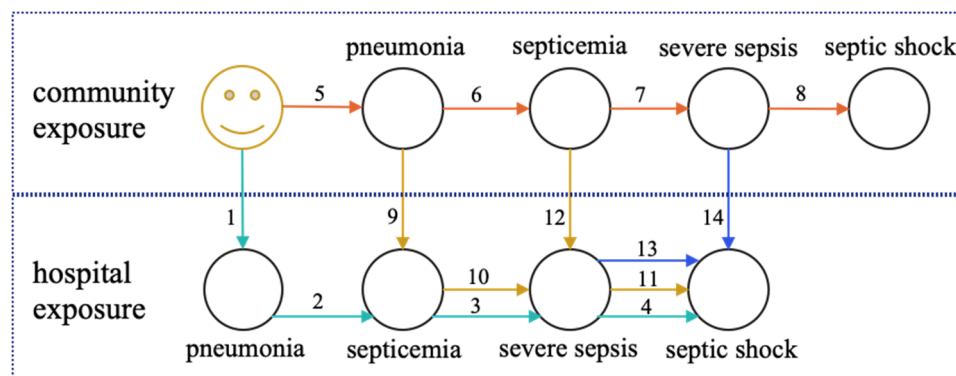 pneumonia septicemia severe sepsis septic shock
community
exposure
5 6 7 8
1 9 12 14
hospital
exposure
13
10 11
2 3 4
pneumonia septicemia severe sepsis septic shock